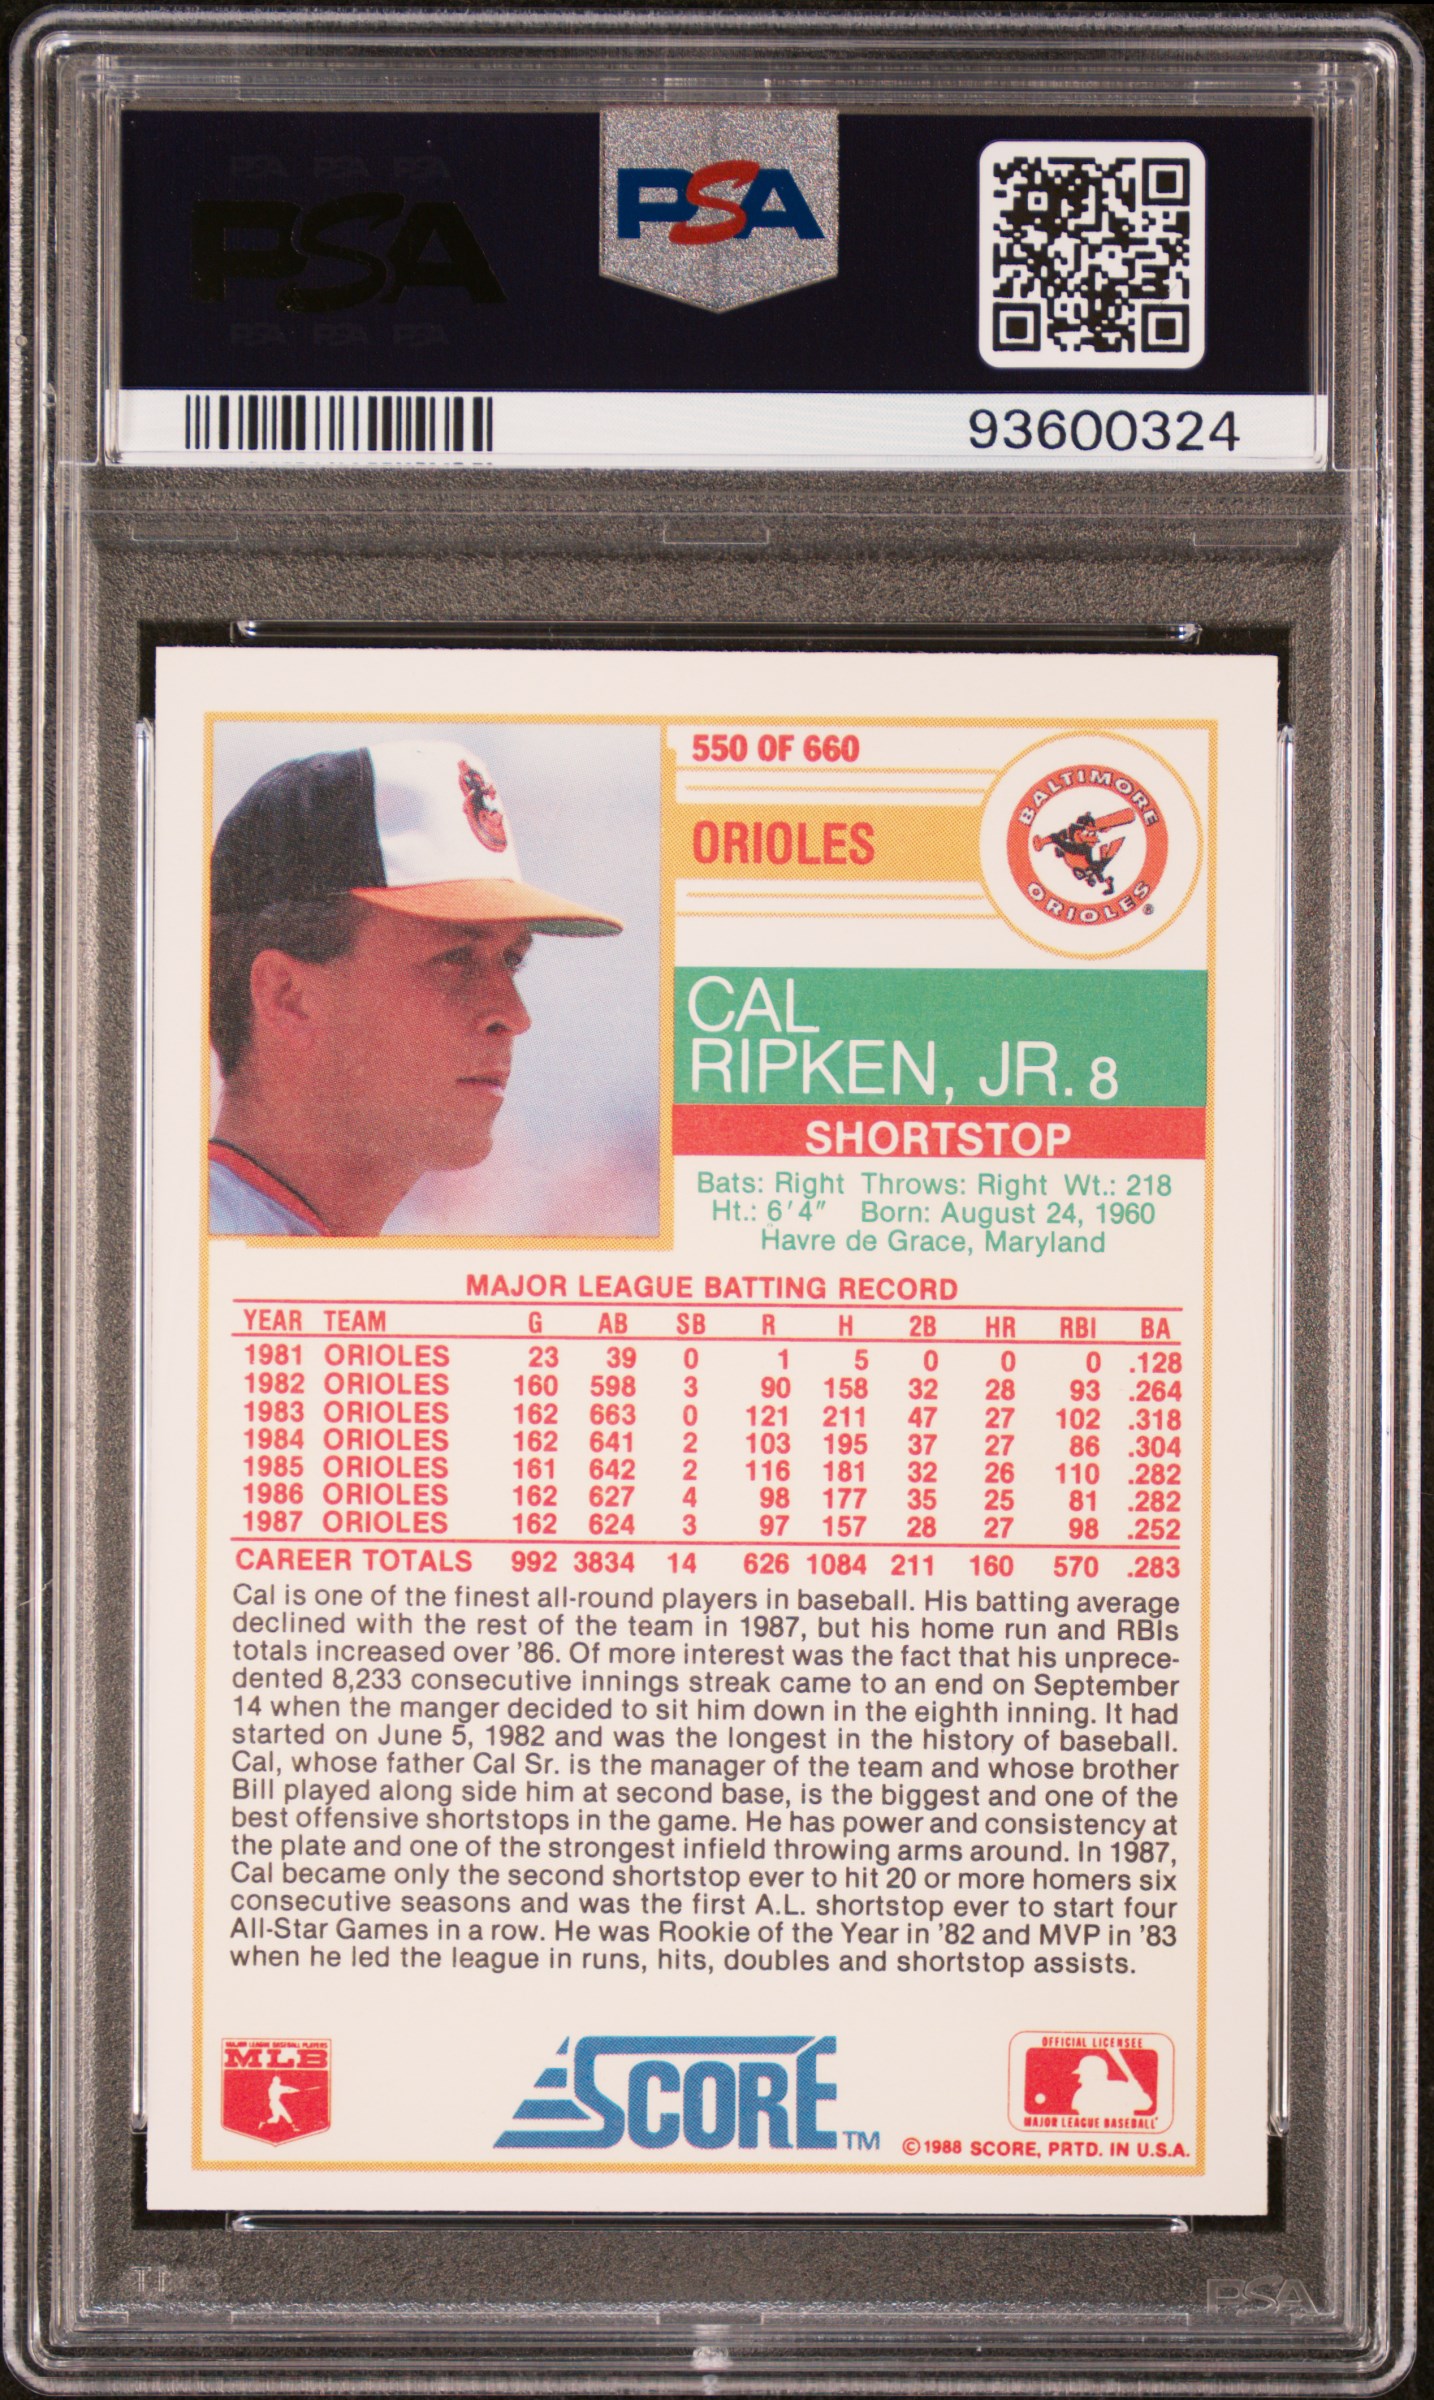 PSA PSA PSA
PSA
PSA PSA PSA
PSA
93600324
550 OF 660
ORIOLES
BALTIMORE
ORIOLES ®
CAL
RIPKEN, JR. 8
SHORTSTOP
Bats: Right Throws: Right Wt.: 218
Ht.: 6'4" Born: August 24, 1960
Havre de Grace, Maryland
MAJOR LEAGUE BATTING RECORD
YEAR TEAM G AB SB R H 2B HR RBI BA
1981 ORIOLES 23 39 0 1 5 0 0 0 .128
1982 ORIOLES 160 598 3 90 158 32 28 93 .264
1983 ORIOLES 162 663 0 121 211 47 27 102 .318
1984 ORIOLES 162 641 2 103 195 37 27 86 .304
1985 ORIOLES 161 642 2 116 181 32 26 110 .282
1986 ORIOLES 162 627 4 98 177 35 25 81 .282
1987 ORIOLES 162 624 3 97 157 28 27 98 .252
CAREER TOTALS 992 3834 14 626 1084 211 160 570 .283
Cal is one of the finest all-round players in baseball. His batting average
declined with the rest of the team in 1987, but his home run and RBIs
totals increased over '86. Of more interest was the fact that his unprece-
dented 8,233 consecutive innings streak came to an end on September
14 when the manger decided to sit him down in the eighth inning. It had
started on June 5, 1982 and was the longest in the history of baseball.
Cal, whose father Cal Sr. is the manager of the team and whose brother
Bill played along side him at second base, is the biggest and one of the
best offensive shortstops in the game. He has power and consistency at
the plate and one of the strongest infield throwing arms around. In 1987,
Cal became only the second shortstop ever to hit 20 or more homers six
consecutive seasons and was the first A.L. shortstop ever to start four
All-Star Games in a row. He was Rookie of the Year in '82 and MVP in '83
when he led the league in runs, hits, doubles and shortstop assists.
MAJOR LEAGUE BASEBALL PLAYERS
MLB
SCORE TM
OFFICIAL LICENSEE
MAJOR LEAGUE BASEBALL
© 1988 SCORE, PRTD. IN U.S.A.
PSA